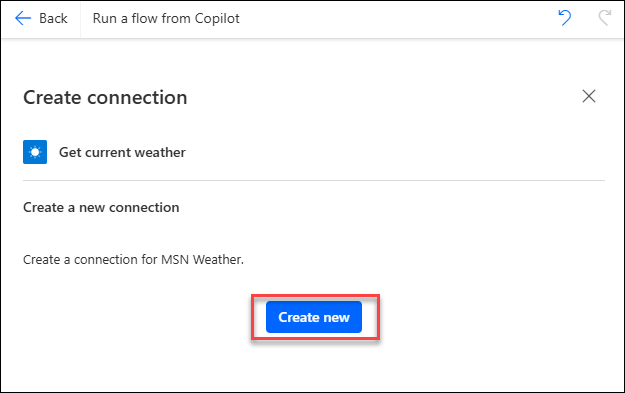 Back Run a flow from Copilot
Create connection
Get current weather
Create a new connection
Create a connection for MSN Weather.
Create new